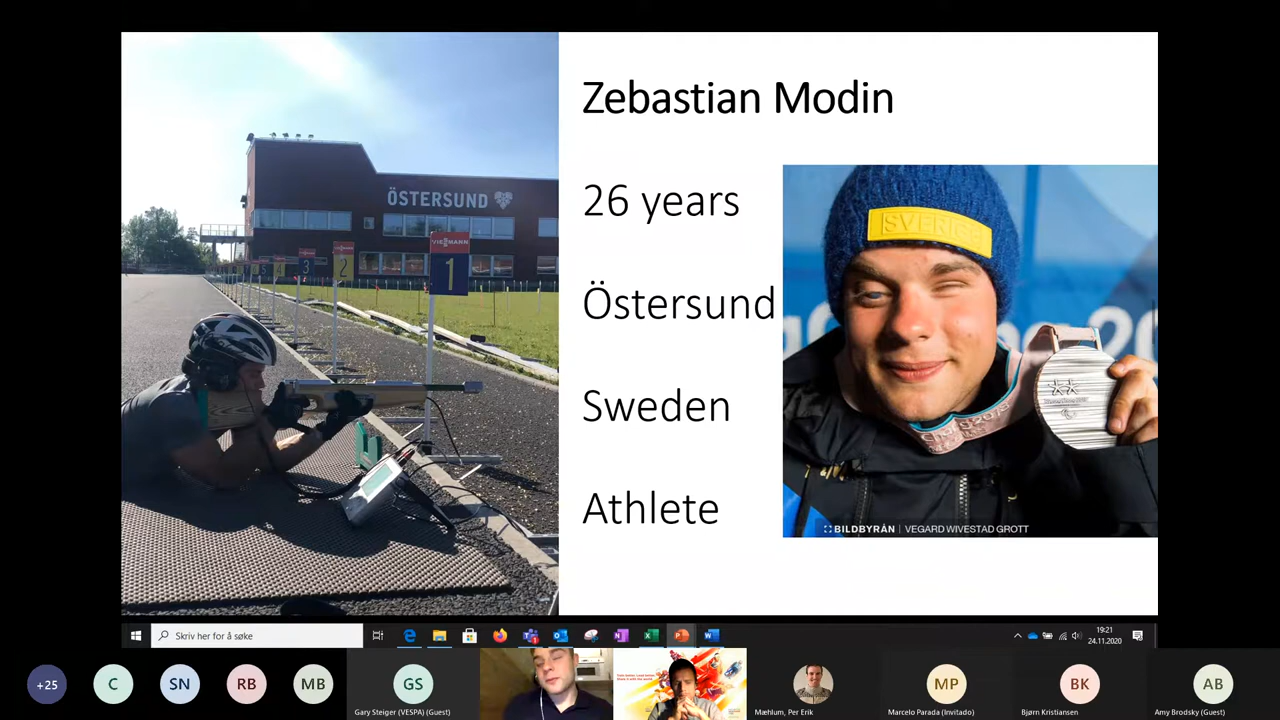 Zebastian Modin
26 years
Östersund
Sweden
Athlete
ÖSTERSUND
VIESSMANN
1
2
3
4
5
SVERIGE
BILDBYRÅN | VEGARD WIVESTAD GROTT
Skriv her for å søke
19:21
24.11.2020
+25
C
SN
RB
MB
GS
Gary Steiger (VESPA) (Guest)
Mæhlum, Per Erik
MP
Marcelo Parada (Invitado)
BK
Bjørn Kristiansen
AB
Amy Brodsky (Guest)